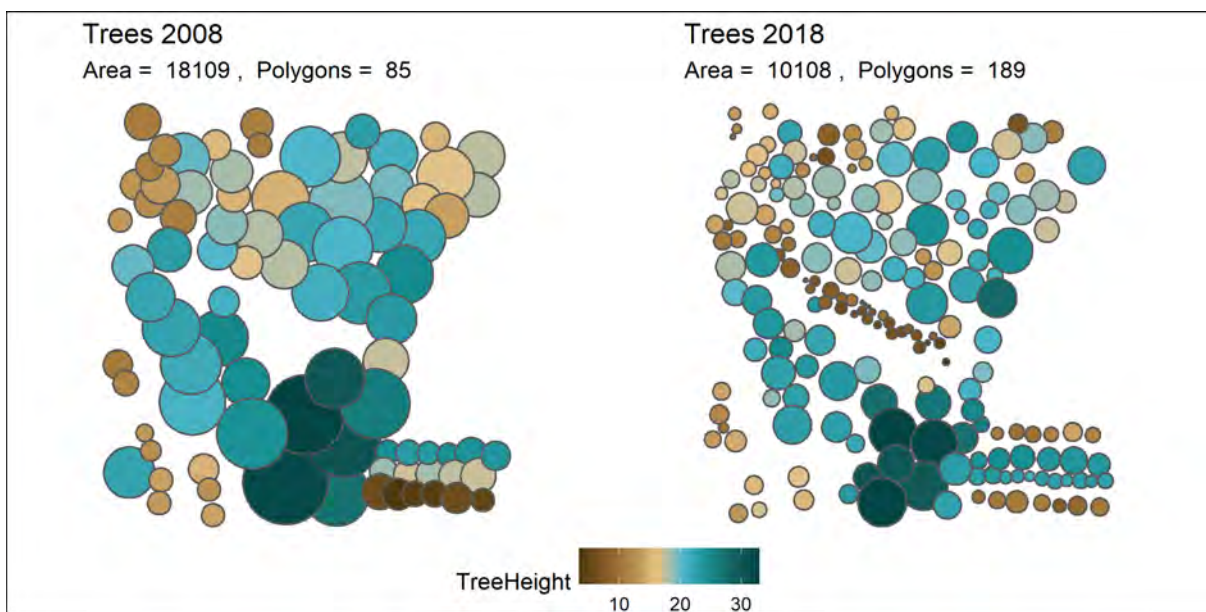 Trees 2008
Area = 18109 , Polygons = 85
Trees 2018
Area = 10108 , Polygons = 189
TreeHeight
10 20 30